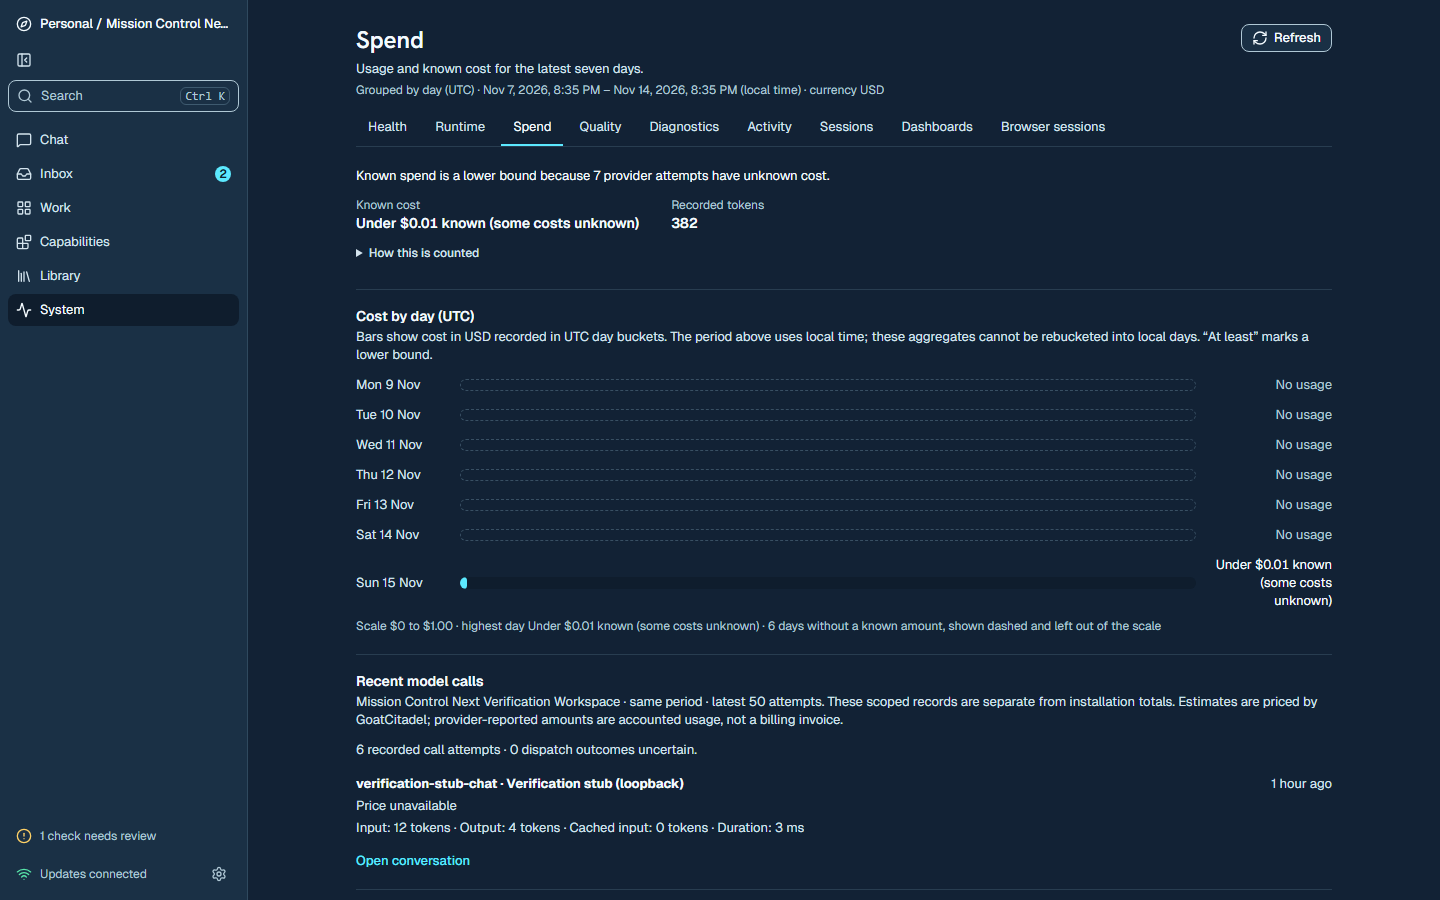 Personal / Mission Control Ne...
Search
Ctrl K
Chat
Inbox
2
Work
Capabilities
Library
System
1 check needs review
Updates connected
Spend
Refresh
Usage and known cost for the latest seven days.
Grouped by day (UTC) · Nov 7, 2026, 8:35 PM – Nov 14, 2026, 8:35 PM (local time) · currency USD
Health
Runtime
Spend
Quality
Diagnostics
Activity
Sessions
Dashboards
Browser sessions
Known spend is a lower bound because 7 provider attempts have unknown cost.
Known cost
Under $0.01 known (some costs unknown)
Recorded tokens
382
How this is counted
Cost by day (UTC)
Bars show cost in USD recorded in UTC day buckets. The period above uses local time; these aggregates cannot be rebucketed into local days. “At least” marks a
lower bound.
Mon 9 Nov
No usage
Tue 10 Nov
No usage
Wed 11 Nov
No usage
Thu 12 Nov
No usage
Fri 13 Nov
No usage
Sat 14 Nov
No usage
Sun 15 Nov
Under $0.01 known
(some costs
unknown)
Scale $0 to $1.00 · highest day Under $0.01 known (some costs unknown) · 6 days without a known amount, shown dashed and left out of the scale
Recent model calls
Mission Control Next Verification Workspace · same period · latest 50 attempts. These scoped records are separate from installation totals. Estimates are priced by
GoatCitadel; provider-reported amounts are accounted usage, not a billing invoice.
6 recorded call attempts · 0 dispatch outcomes uncertain.
verification-stub-chat · Verification stub (loopback)
1 hour ago
Price unavailable
Input: 12 tokens · Output: 4 tokens · Cached input: 0 tokens · Duration: 3 ms
Open conversation